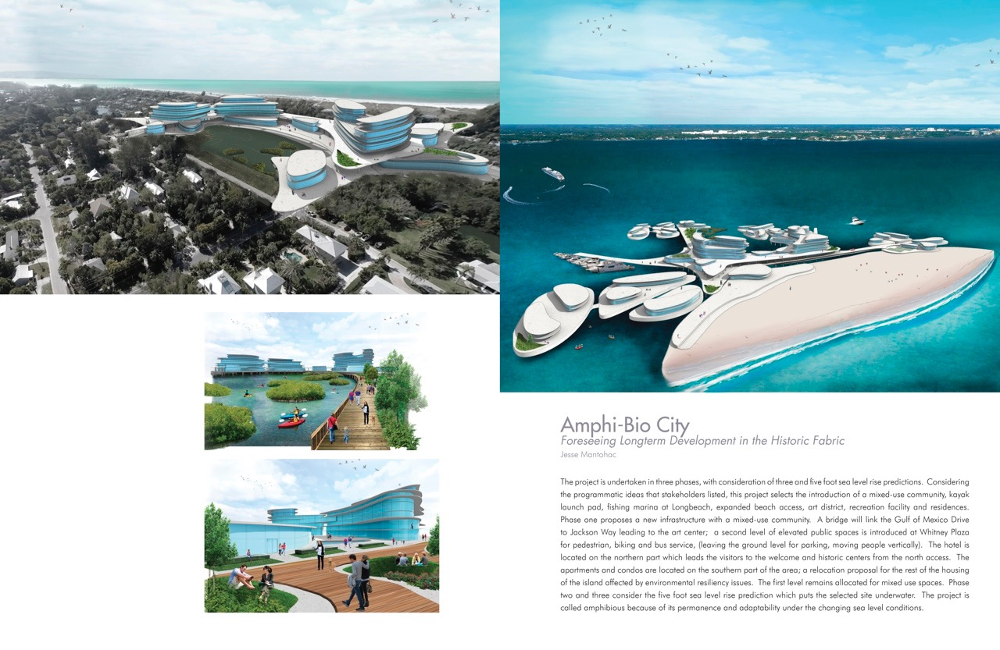 Amphi-Bio City
Foreseeing Longterm Development in the Historic Fabric
Jesse Mantohac
The project is undertaken in three phases, with consideration of three and five foot sea level rise predictions.  Considering
the programmatic ideas that stakeholders listed, this project selects the introduction of a mixed-use community, kayak
launch pad, fishing marina at Longbeach, expanded beach access, art district, recreation facility and residences.
Phase one proposes a new infrastructure with a mixed-use community.  A bridge will link the Gulf of Mexico Drive
to Jackson Way leading to the art center;  a second level of elevated public spaces is introduced at Whitney Plaza
for pedestrian, biking and bus service, (leaving the ground level for parking, moving people vertically).  The hotel is
located on the northern part which leads the visitors to the welcome and historic centers from the north access.  The
apartments and condos are located on the southern part of the area; a relocation proposal for the rest of the housing
of the island affected by environmental resiliency issues.  The first level remains allocated for mixed use spaces.  Phase
two and three consider the five foot sea level rise prediction which puts the selected site underwater.  The project is
called amphibious because of its permanence and adaptability under the changing sea level conditions.